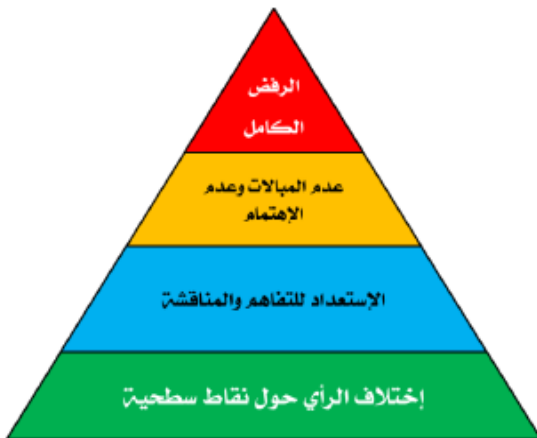 الرفض
الكامل
عدم المبالات وعدم
الإهتمام
الإستعداد للتفاهم والمناقشة
إختلاف الرأي حول نقاط سطحية